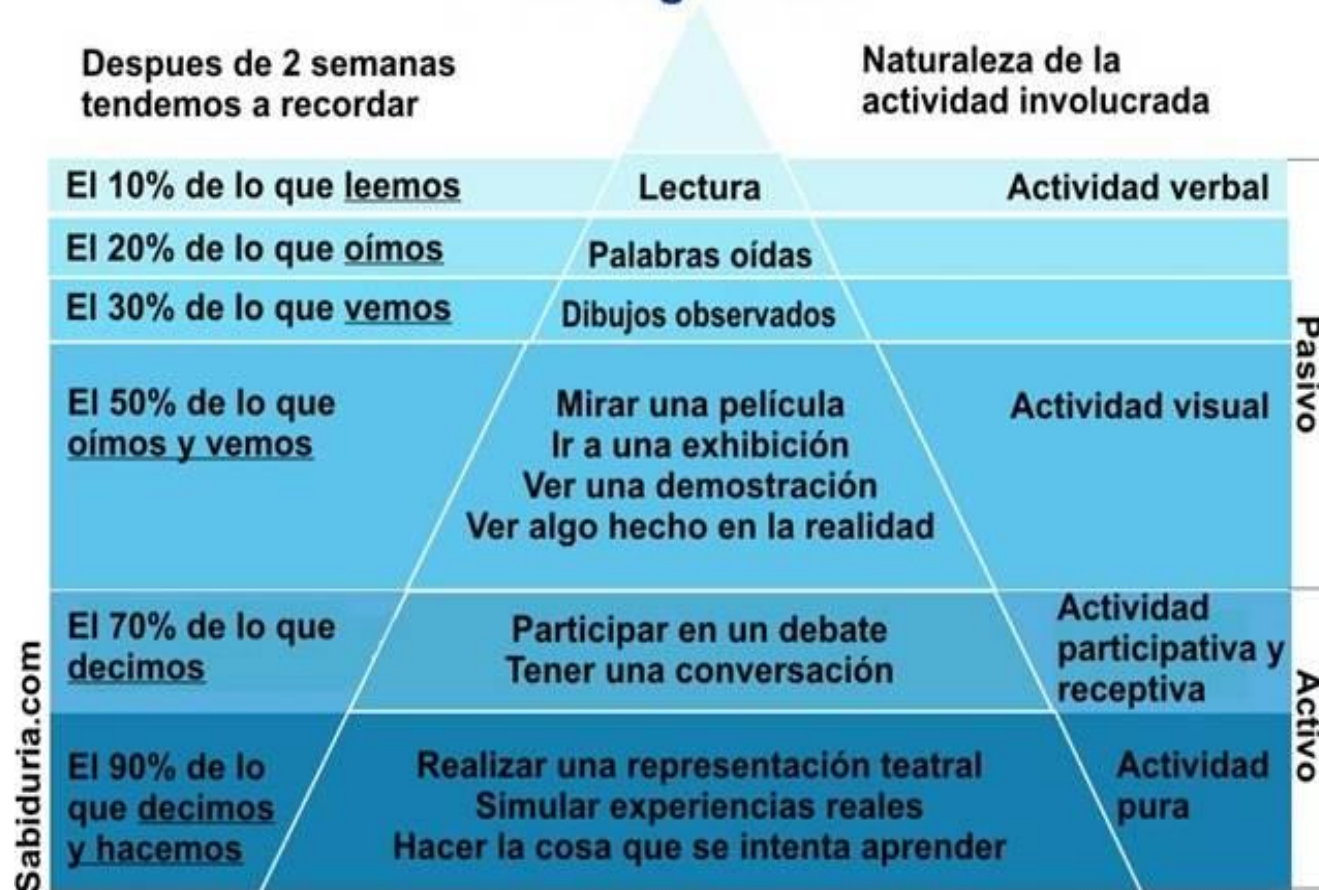 Despues de 2 semanas
tendemos a recordar
Naturaleza de la
actividad involucrada
El 10% de lo que leemos
Lectura
Actividad verbal
El 20% de lo que oímos
Palabras oídas
El 30% de lo que vemos
Dibujos observados
El 50% de lo que
oímos y vemos
Mirar una película
Ir a una exhibición
Ver una demostración
Ver algo hecho en la realidad
Actividad visual
Pasivo
El 70% de lo que
decimos
Participar en un debate
Tener una conversación
Actividad
participativa y
receptiva
El 90% de lo
que decimos
y hacemos
Realizar una representación teatral
Simular experiencias reales
Hacer la cosa que se intenta aprender
Actividad
pura
Activo
Sabiduria.com